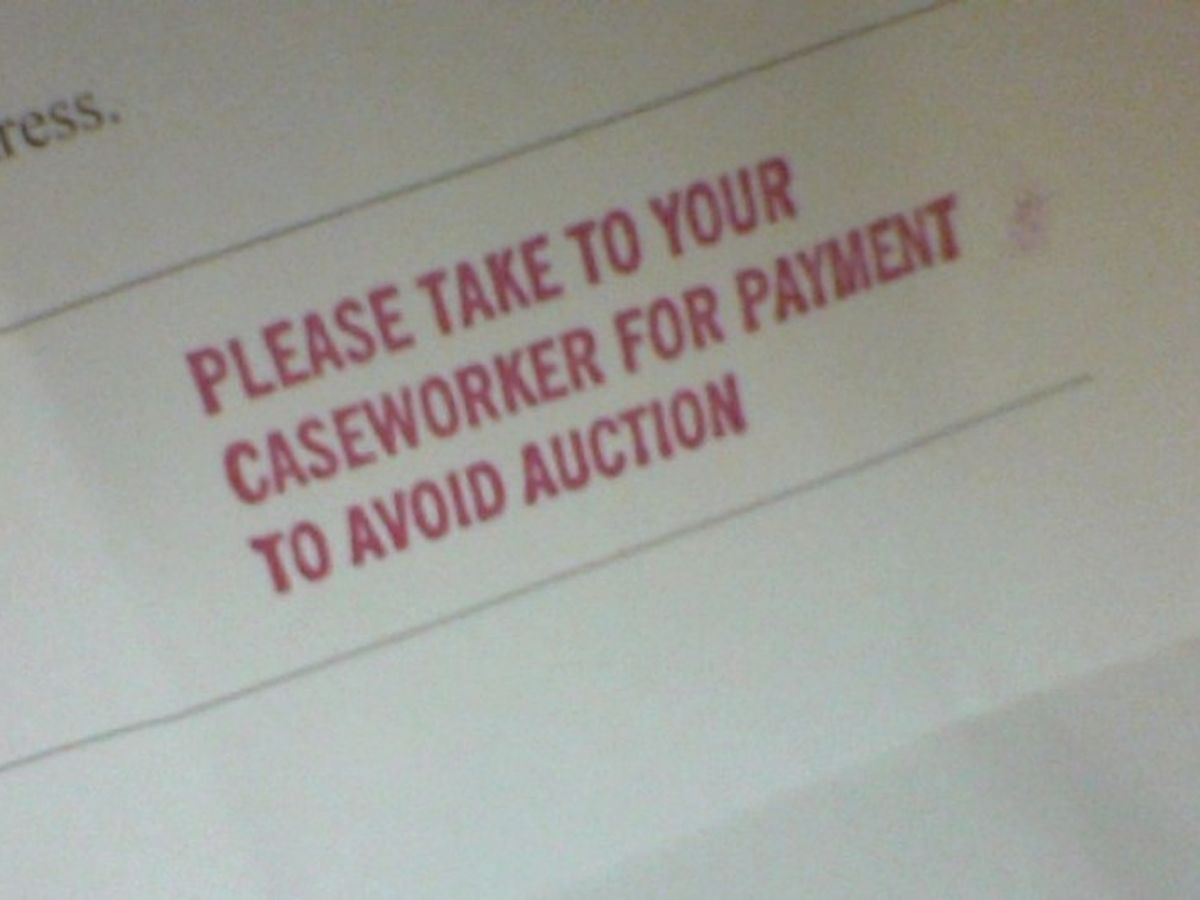 ress.
PLEASE TAKE TO YOUR
CASEWORKER FOR PAYMENT
TO AVOID AUCTION